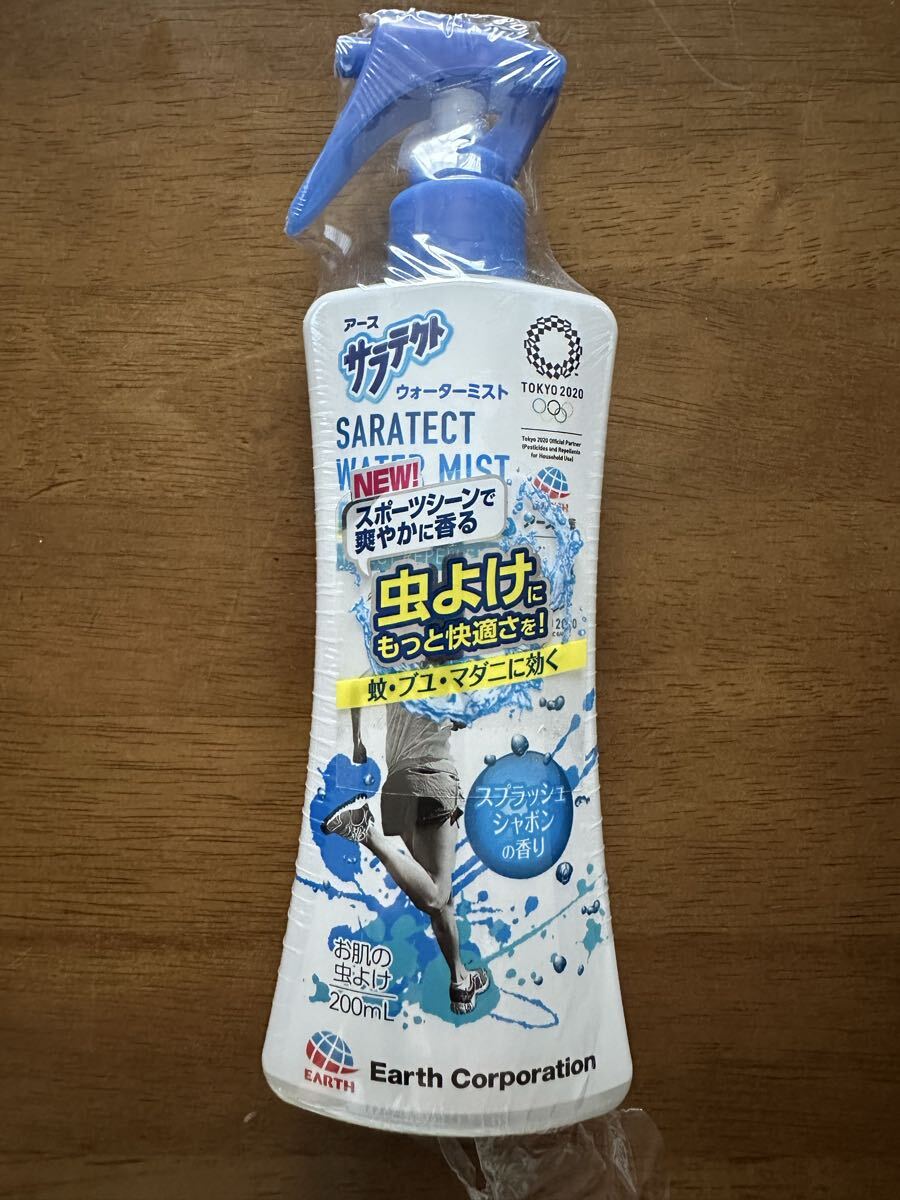 アース
サラテクト
ウォーターミスト
SARATECT
WATER MIST
TOKYO 2020
Tokyo 2020 Official Partner
(Pesticides and Repellents
for Household Use)
NEW!
スポーツシーンで
爽やかに香る
虫よけに
もっと快適さを!
蚊・ブユ・マダニに効く
スプラッシュ
シャボン
の香り
お肌の
虫よけ
200mL
EARTH
Earth Corporation